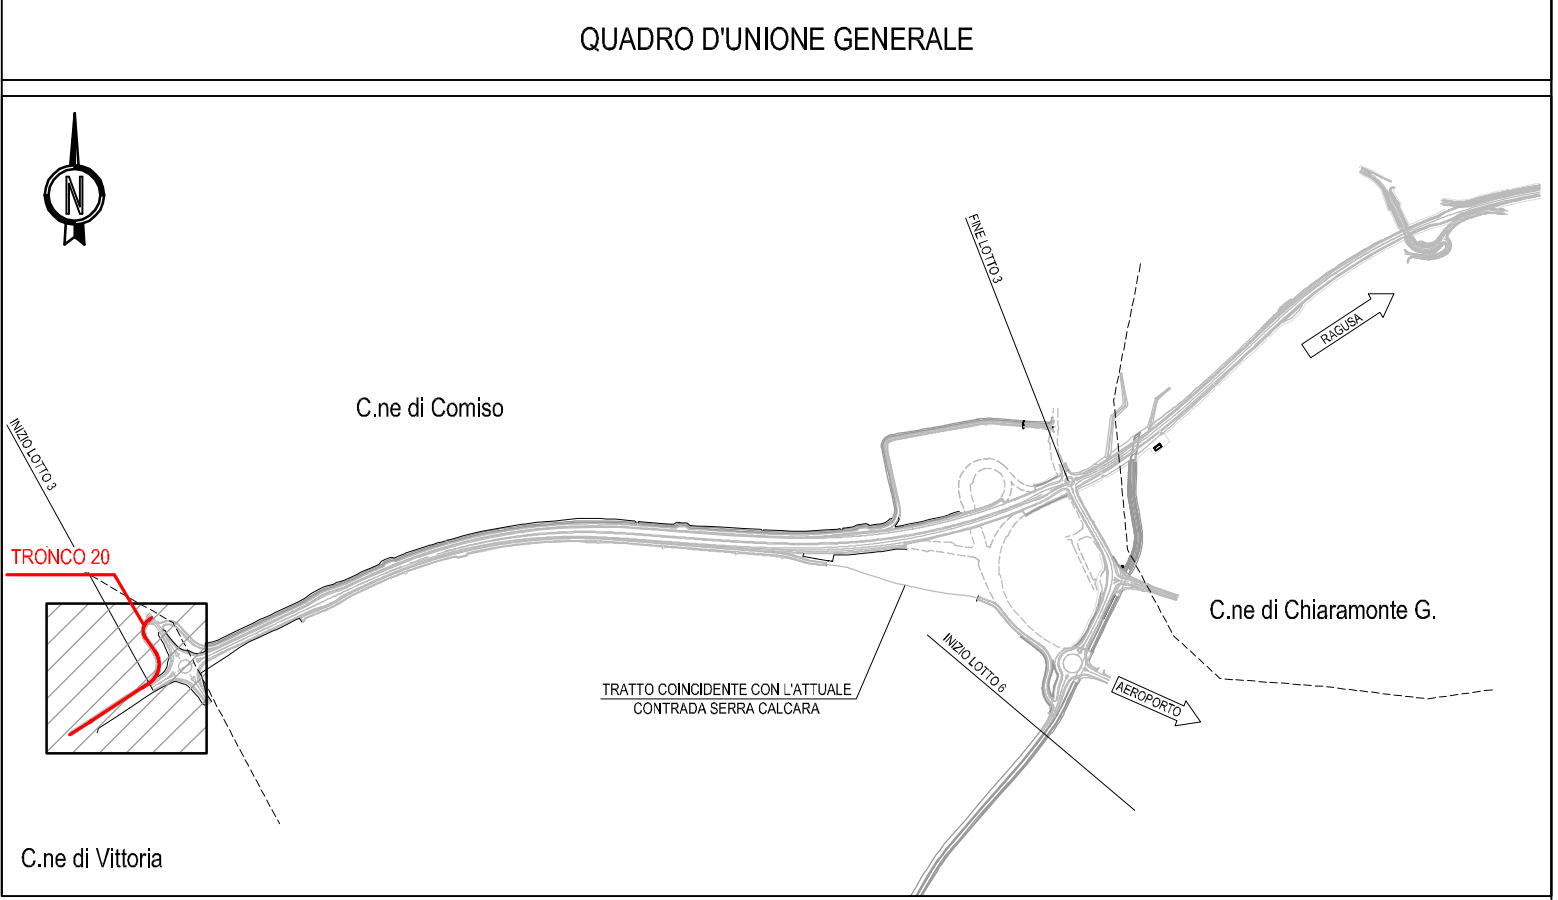 QUADRO D'UNIONE GENERALE
N
FINE LOTTO 3
RAGUSA
C.ne di Comiso
INIZIO LOTTO 3
TRONCO 20
C.ne di Chiaramonte G.
INIZIO LOTTO 6
TRATTO COINCIDENTE CON L'ATTUALE
CONTRADA SERRA CALCARA
AEROPORTO
C.ne di Vittoria